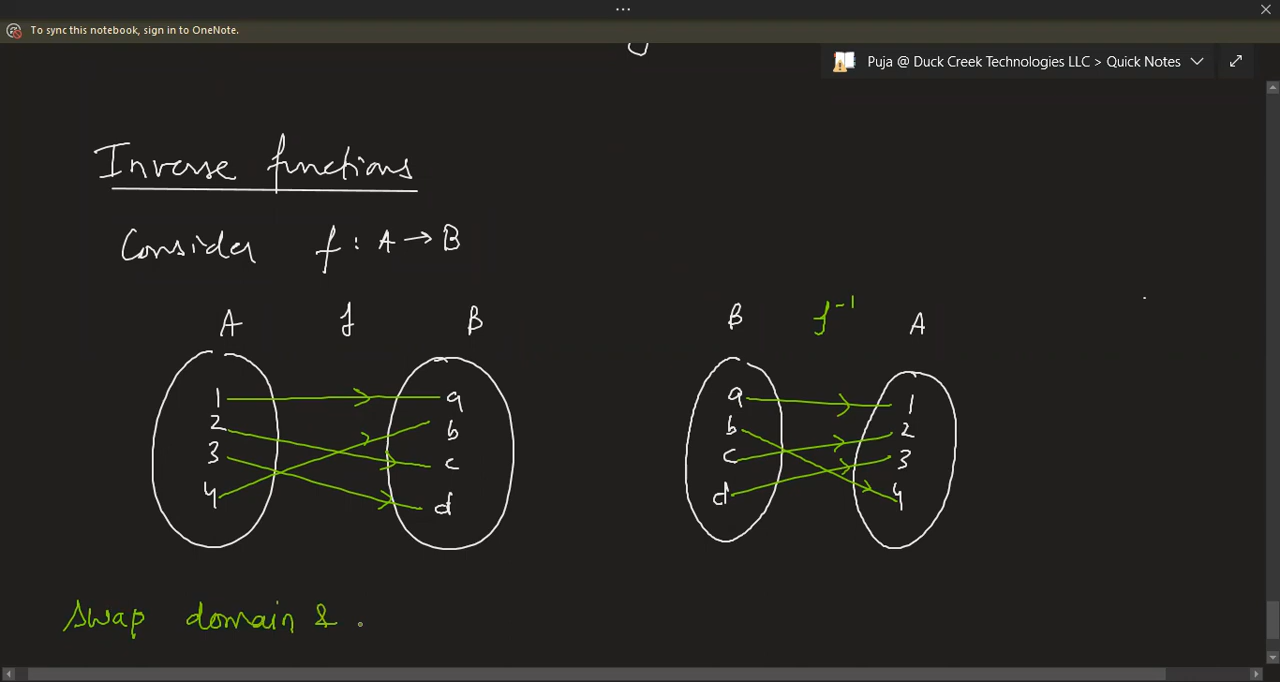 ...
To sync this notebook, sign in to OneNote.
Puja @ Duck Creek Technologies LLC > Quick Notes
Inverse functions
Consider f : A → B
A f B
B f⁻¹ A
1 a
2 b
3 c
4 d
a 1
b 2
c 3
d 4
Swap domain &